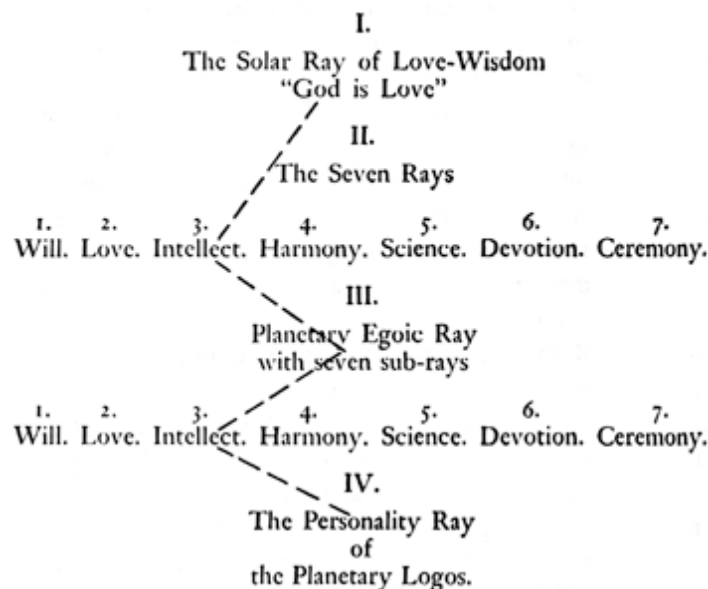 I.
The Solar Ray of Love-Wisdom
“God is Love”
II.
The Seven Rays
1. 2. 3. 4. 5. 6. 7.
Will. Love. Intellect. Harmony. Science. Devotion. Ceremony.
III.
Planetary Egoic Ray
with seven sub-rays
1. 2. 3. 4. 5. 6. 7.
Will. Love. Intellect. Harmony. Science. Devotion. Ceremony.
IV.
The Personality Ray
of
the Planetary Logos.